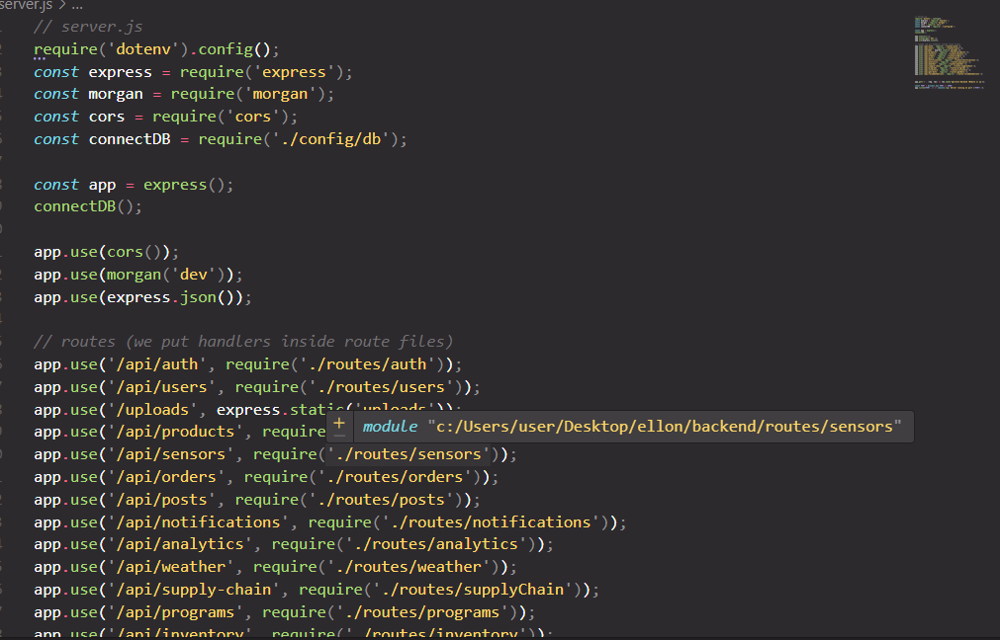 server.js > ...
// server.js
require('dotenv').config();
const express = require('express');
const morgan = require('morgan');
const cors = require('cors');
const connectDB = require('./config/db');
const app = express();
connectDB();
app.use(cors());
app.use(morgan('dev'));
app.use(express.json());
// routes (we put handlers inside route files)
app.use('/api/auth', require('./routes/auth'));
app.use('/api/users', require('./routes/users'));
app.use('/uploads', express.static('uploads'));
module "c:/Users/user/Desktop/ellon/backend/routes/sensors"
app.use('/api/products', require
app.use('/api/sensors', require('./routes/sensors'));
app.use('/api/orders', require('./routes/orders'));
app.use('/api/posts', require('./routes/posts'));
app.use('/api/notifications', require('./routes/notifications'));
app.use('/api/analytics', require('./routes/analytics'));
app.use('/api/weather', require('./routes/weather'));
app.use('/api/supply-chain', require('./routes/supplyChain'));
app.use('/api/programs', require('./routes/programs'));
app.use('/api/inventory', require('./routes/inventory'));